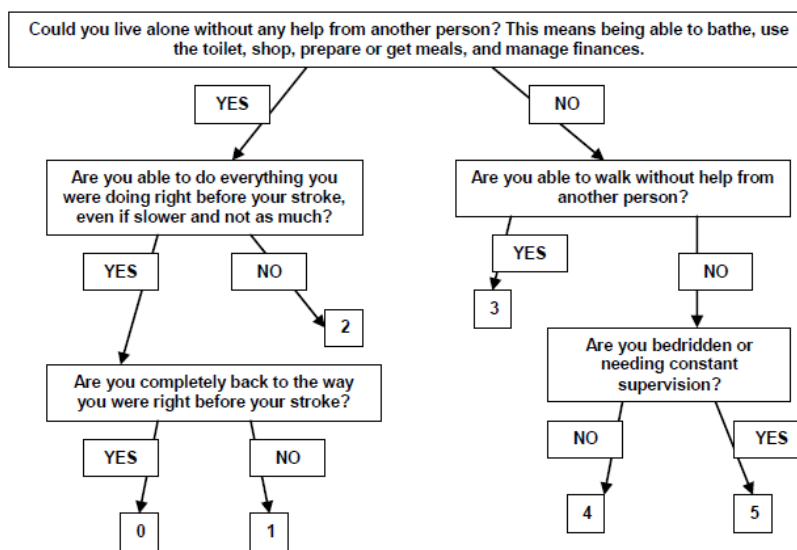 Could you live alone without any help from another person? This means being able to bathe, use
the toilet, shop, prepare or get meals, and manage finances.
YES
NO
Are you able to do everything you
were doing right before your stroke,
even if slower and not as much?
Are you able to walk without help from
another person?
YES
NO
YES
NO
2
3
Are you bedridden or
needing constant
supervision?
Are you completely back to the way
you were right before your stroke?
YES
NO
NO
YES
0
1
4
5